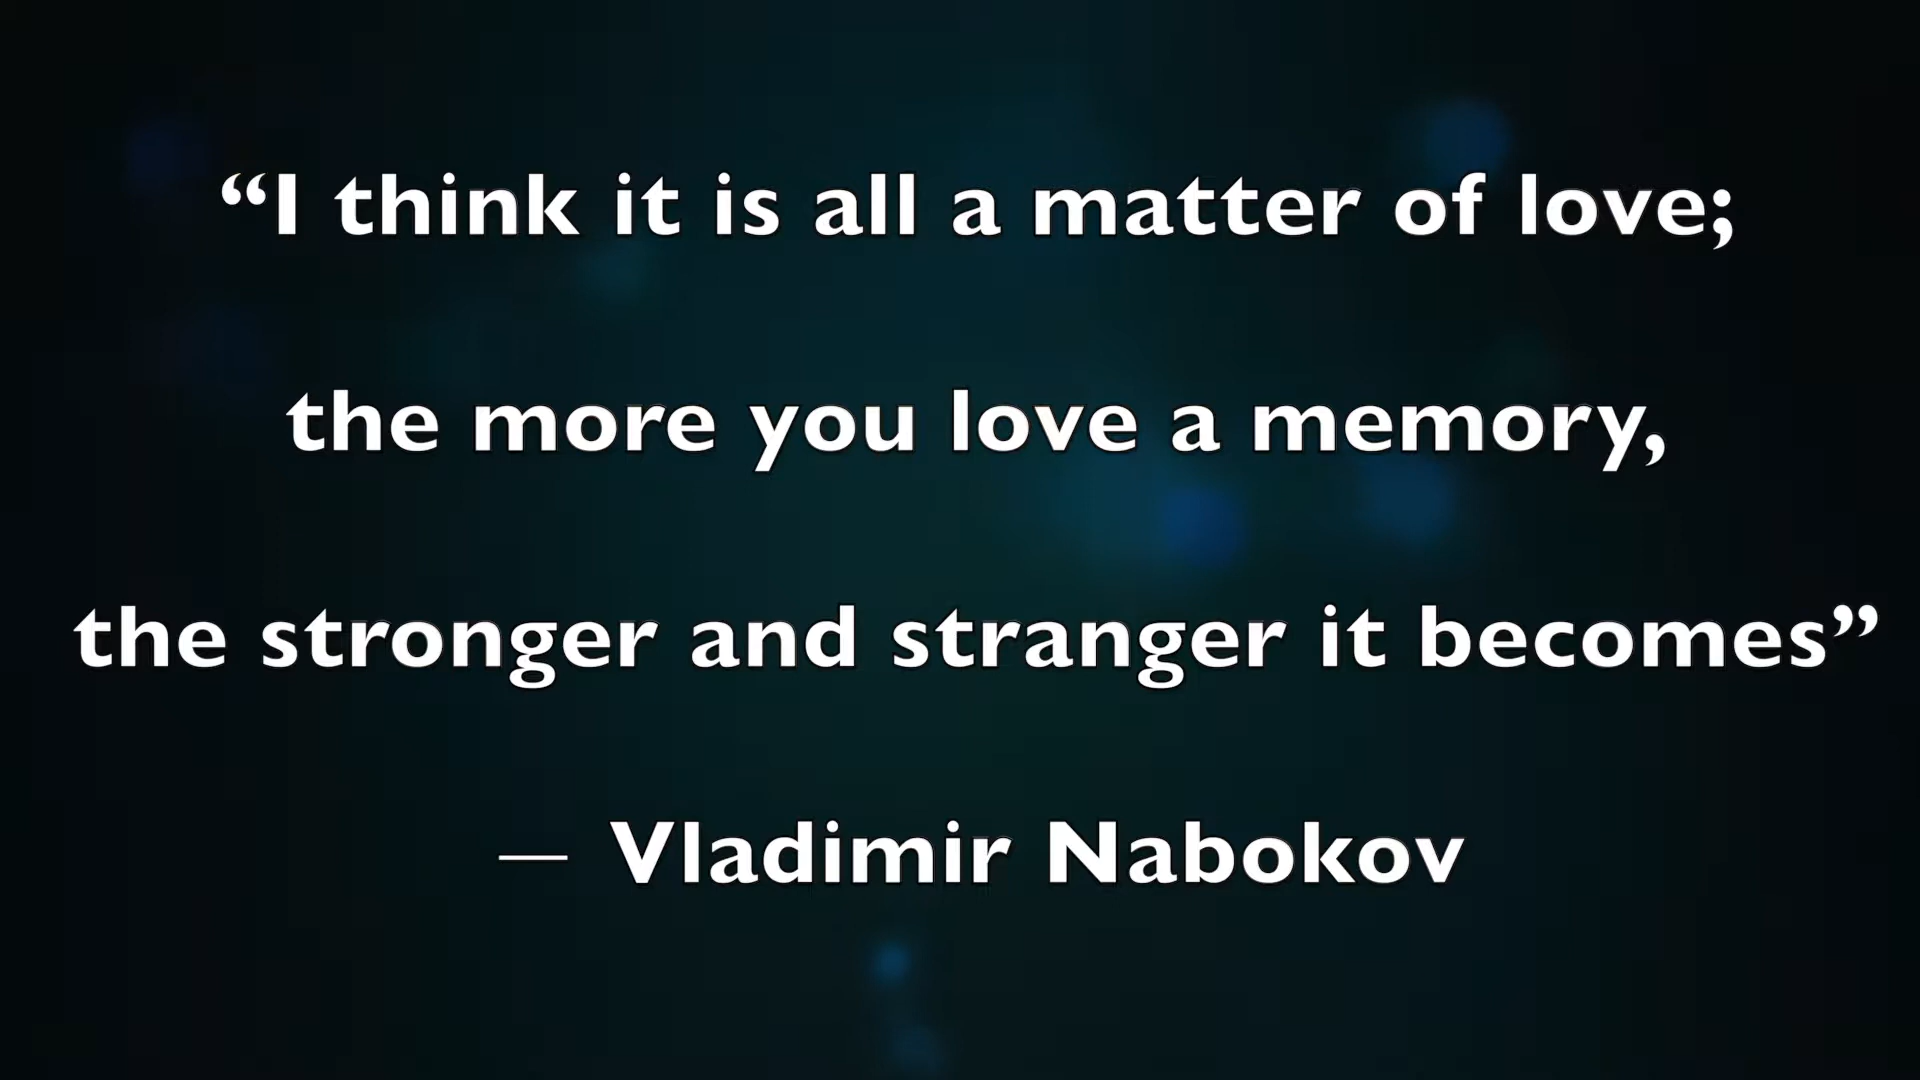 “I think it is all a matter of love;
the more you love a memory,
the stronger and stranger it becomes”
— Vladimir Nabokov